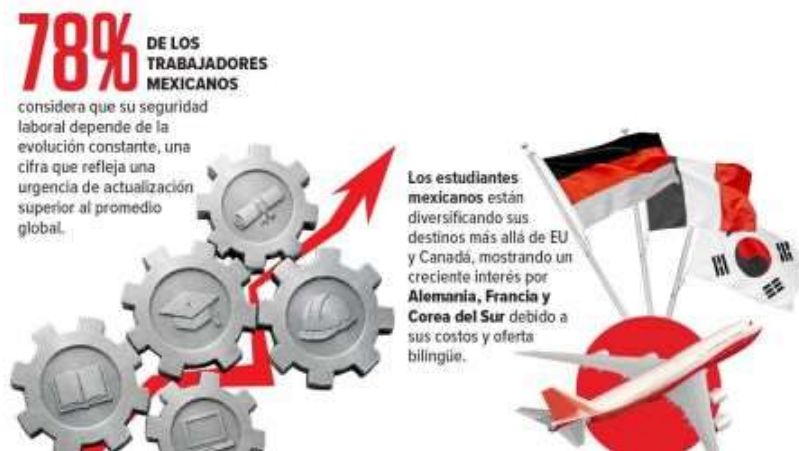 78% DE LOS
TRABAJADORES
MEXICANOS
considera que su seguridad
laboral depende de la
evolución constante, una
cifra que refleja una
urgencia de actualización
superior al promedio
global.
Los estudiantes
mexicanos están
diversificando sus
destinos más allá de EU
y Canadá, mostrando un
creciente interés por
Alemania, Francia y
Corea del Sur debido a
sus costos y oferta
bilingüe.